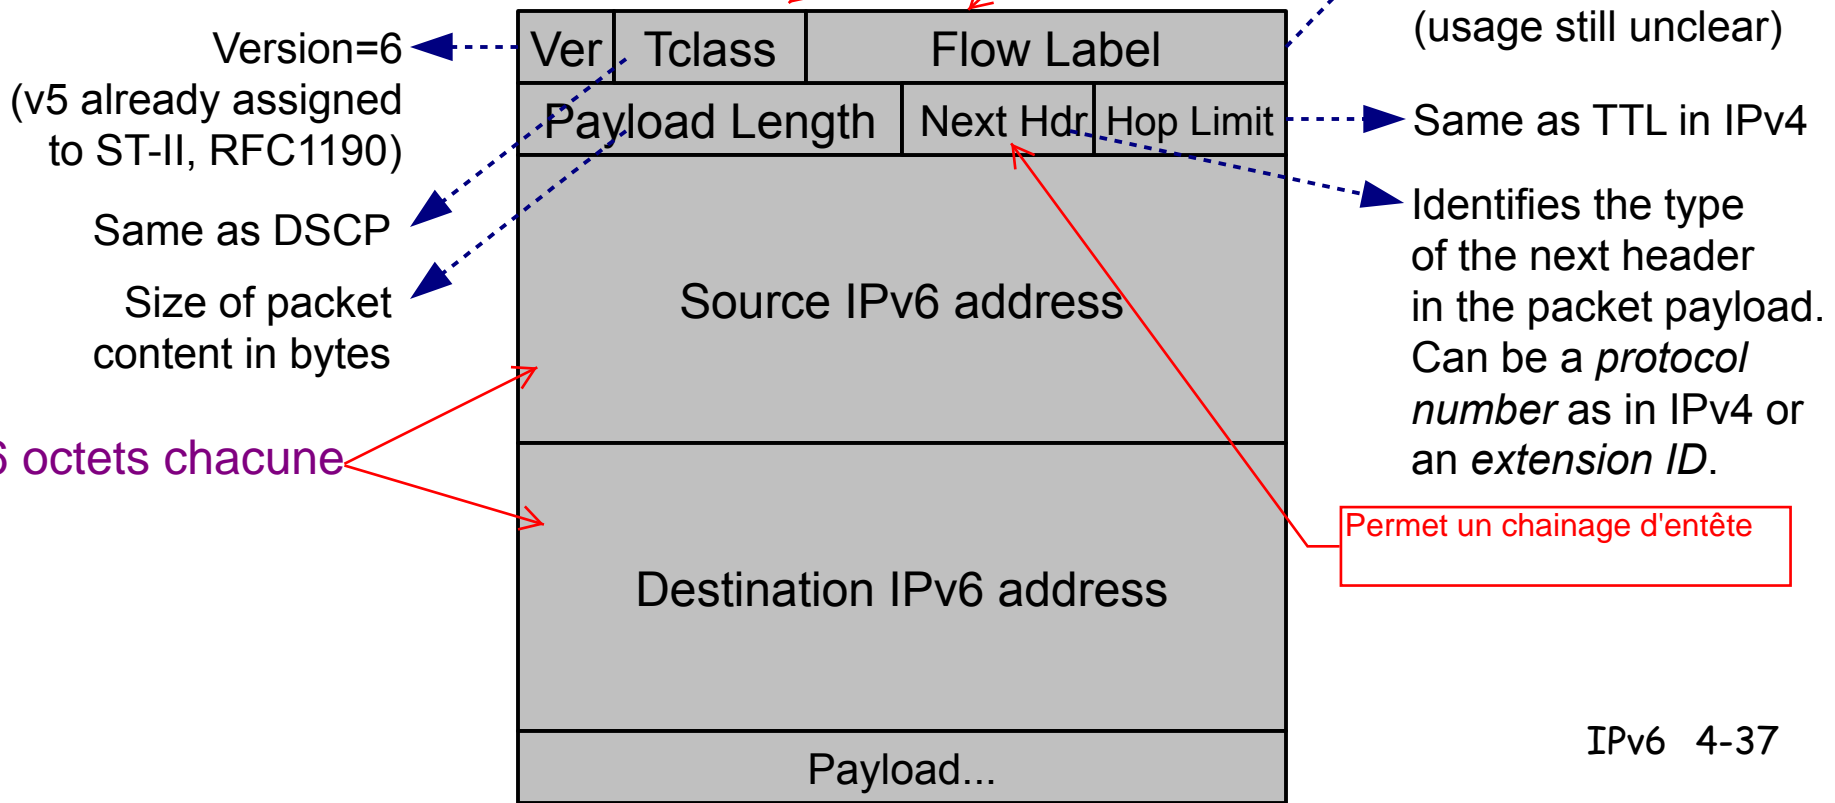 (usage still unclear)
Version=6
(v5 already assigned
to ST-II, RFC1190)
Ver Tclass Flow Label
Payload Length Next Hdr Hop Limit
Same as TTL in IPv4
Same as DSCP
Size of packet
content in bytes
Source IPv6 address
Identifies the type
of the next header
in the packet payload.
Can be a protocol
number as in IPv4 or
an extension ID.
6 octets chacune
Permet un chainage d'entête
Destination IPv6 address
Payload...
IPv6 4-37